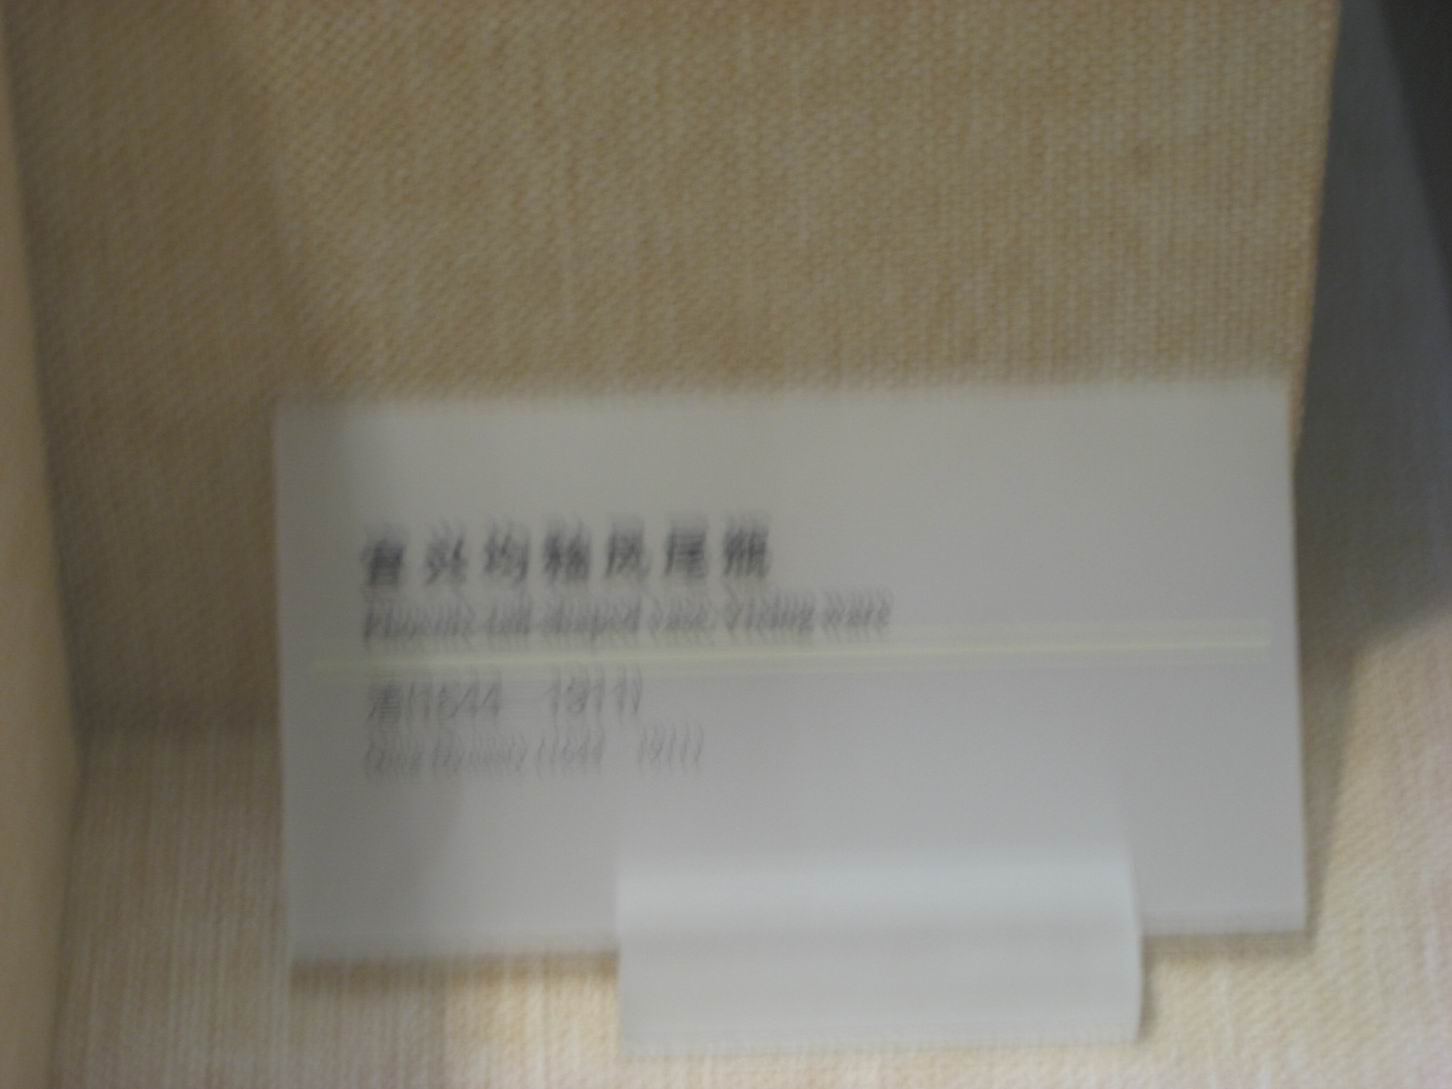 宜兴均釉凤尾瓶
Phoenix-tail-shaped vase, Yixing ware
清(1644 1911)
Qing Dynasty (1644 1911)